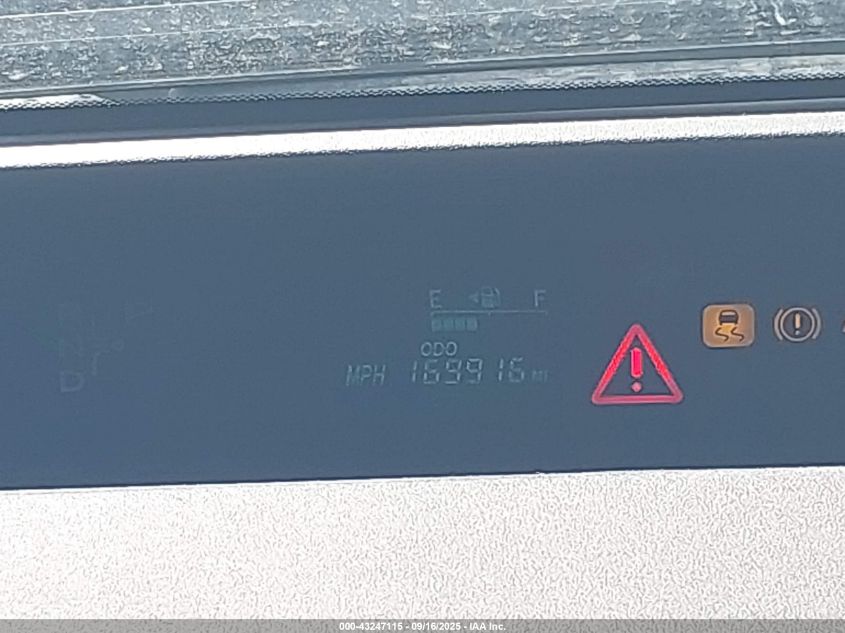 E F
ODO
MPH 169916 MI
D
000-43247115 - 09/16/2025 - IAA Inc.